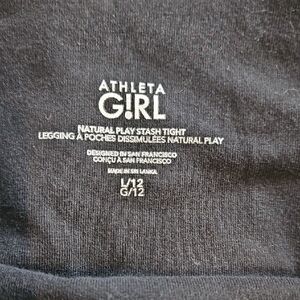 ATHLETA
G!RL
NATURAL PLAY STASH TIGHT
LEGGING À POCHES DISSIMULÉES NATURAL PLAY
DESIGNED IN SAN FRANCISCO
CONÇU À SAN FRANCISCO
MADE IN SRI LANKA
L/12
G/12